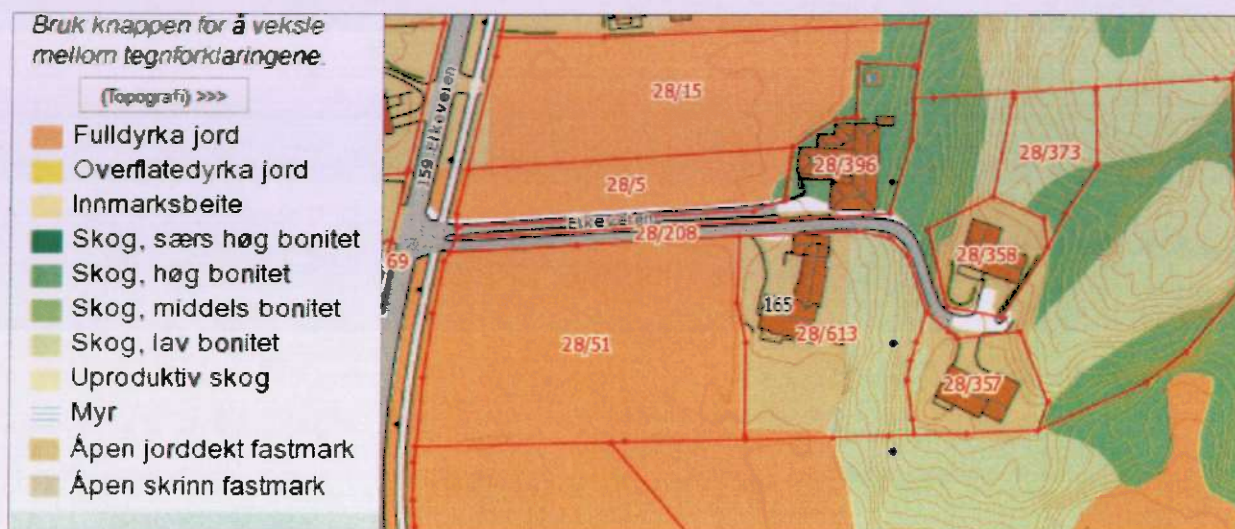 Bruk knappen for å veksle
mellom tegnforklaringene.
(Topografi) >>>
Fulldyrka jord
Overflatedyrka jord
Innmarksbeite
Skog, særs høg bonitet
Skog, høg bonitet
Skog, middels bonitet
Skog, lav bonitet
Uproduktiv skog
Myr
Åpen jorddekt fastmark
Åpen skrinn fastmark
28/15
159 Eikeveien
28/396
28/373
28/5
Eikeveien
28/208
69
28/358
165
28/613
28/51
28/357